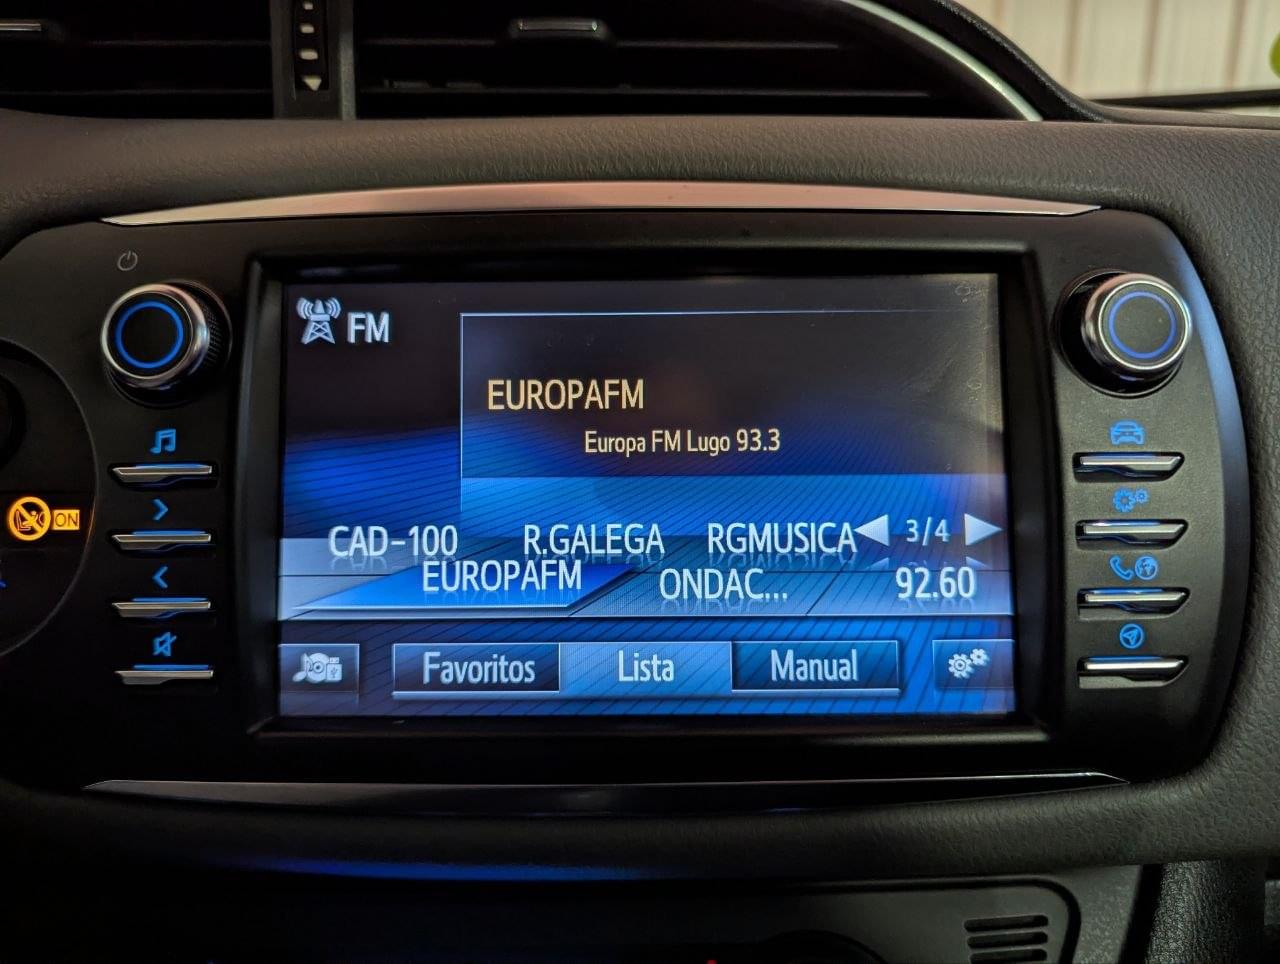 FM
EUROPAFM
Europa FM Lugo 93.3
CAD-100 R.GALEGA RGMUSICA 3/4
EUROPAFM ONDAC... 92.60
Favoritos Lista Manual
ON